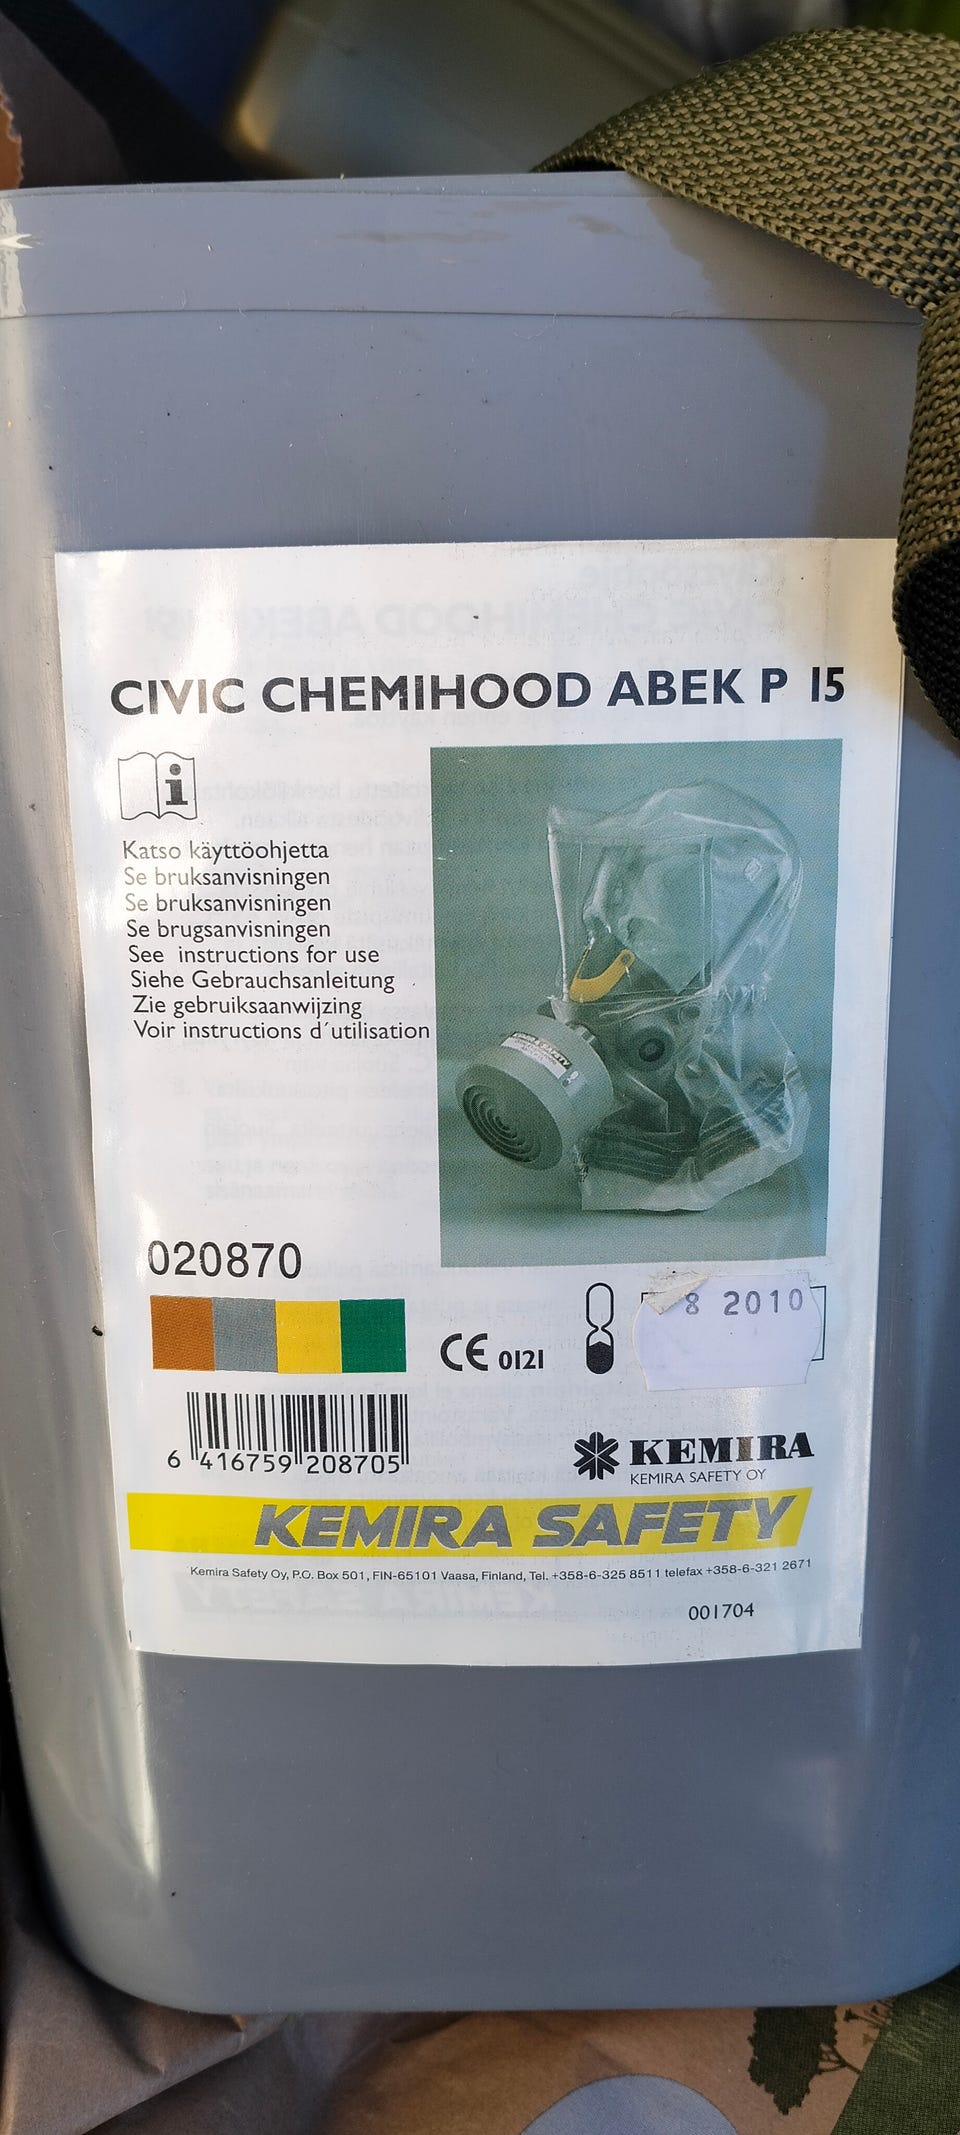 CIVIC CHEMIHOOD ABEK P 15
i
Katso käyttöohjetta
Se bruksanvisningen
Se bruksanvisningen
Se brugsanvisningen
See instructions for use
Siehe Gebrauchsanleitung
Zie gebruiksaanwijzing
Voir instructions d´utilisation
KEMIRA SAFETY
020870
CE 0121
8 2010
6 416759 208705
KEMIRA
KEMIRA SAFETY OY
KEMIRA SAFETY
Kemira Safety Oy, P.O. Box 501, FIN-65101 Vaasa, Finland, Tel. +358-6-325 8511 telefax +358-6-321 2671
001704